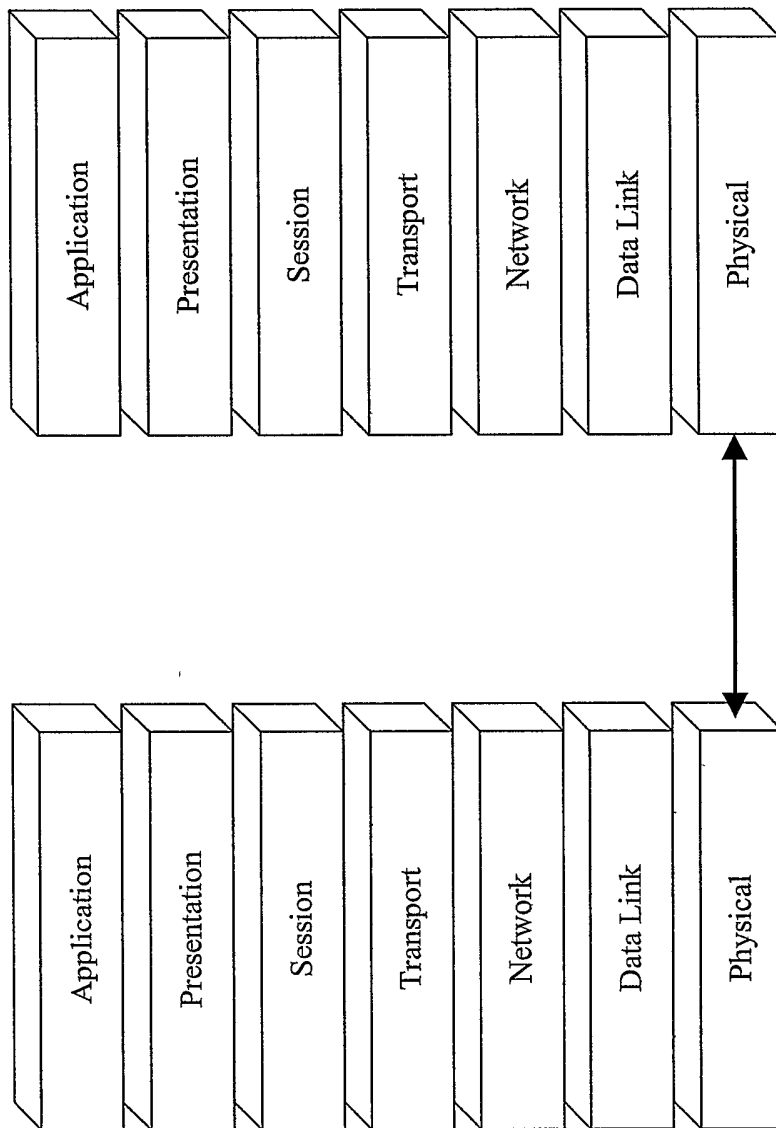 Application
Presentation
Session
Transport
Network
Data Link
Physical
Application
Presentation
Session
Transport
Network
Data Link
Physical